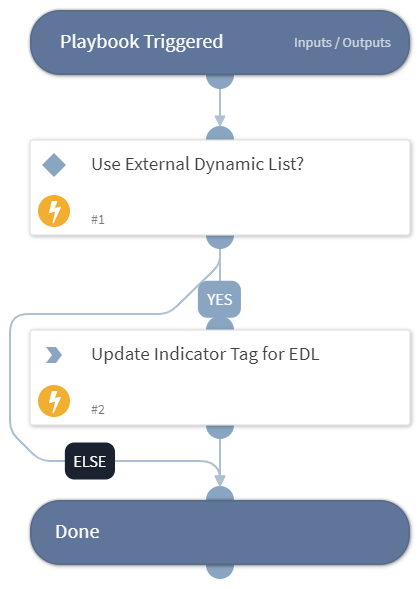 Playbook Triggered
Inputs / Outputs
Use External Dynamic List?
#1
YES
Update Indicator Tag for EDL
#2
ELSE
Done